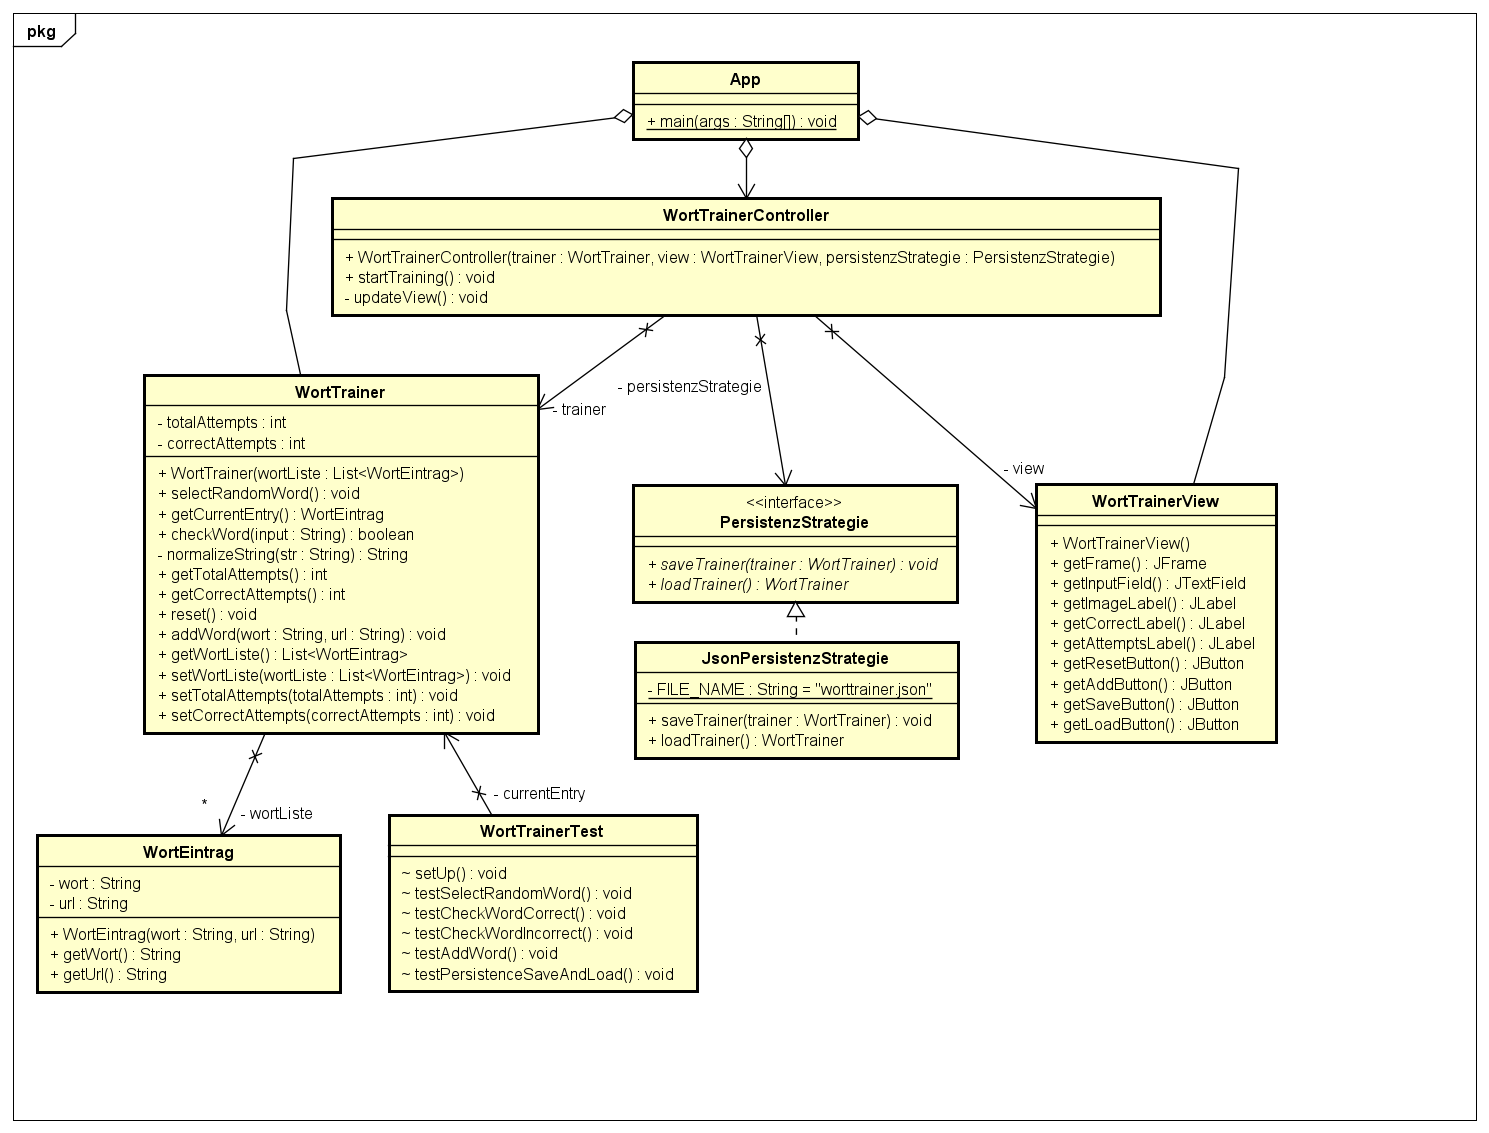 pkg
App
+ main(args : String[]) : void
WortTrainerController
+ WortTrainerController(trainer : WortTrainer, view : WortTrainerView, persistenzStrategie : PersistenzStrategie)
+ startTraining() : void
- updateView() : void
- persistenzStrategie
- trainer
- view
WortTrainer
- totalAttempts : int
- correctAttempts : int
+ WortTrainer(wortListe : List<WortEintrag>)
+ selectRandomWord() : void
+ getCurrentEntry() : WortEintrag
+ checkWord(input : String) : boolean
- normalizeString(str : String) : String
+ getTotalAttempts() : int
+ getCorrectAttempts() : int
+ reset() : void
+ addWord(wort : String, url : String) : void
+ getWortListe() : List<WortEintrag>
+ setWortListe(wortListe : List<WortEintrag>) : void
+ setTotalAttempts(totalAttempts : int) : void
+ setCorrectAttempts(correctAttempts : int) : void
<<interface>>
PersistenzStrategie
+ saveTrainer(trainer : WortTrainer) : void
+ loadTrainer() : WortTrainer
JsonPersistenzStrategie
- FILE_NAME : String = "worttrainer.json"
+ saveTrainer(trainer : WortTrainer) : void
+ loadTrainer() : WortTrainer
WortTrainerView
+ WortTrainerView()
+ getFrame() : JFrame
+ getInputField() : JTextField
+ getImageLabel() : JLabel
+ getCorrectLabel() : JLabel
+ getAttemptsLabel() : JLabel
+ getResetButton() : JButton
+ getAddButton() : JButton
+ getSaveButton() : JButton
+ getLoadButton() : JButton
*
- wortListe
- currentEntry
WortEintrag
- wort : String
- url : String
+ WortEintrag(wort : String, url : String)
+ getWort() : String
+ getUrl() : String
WortTrainerTest
~ setUp() : void
~ testSelectRandomWord() : void
~ testCheckWordCorrect() : void
~ testCheckWordIncorrect() : void
~ testAddWord() : void
~ testPersistenceSaveAndLoad() : void